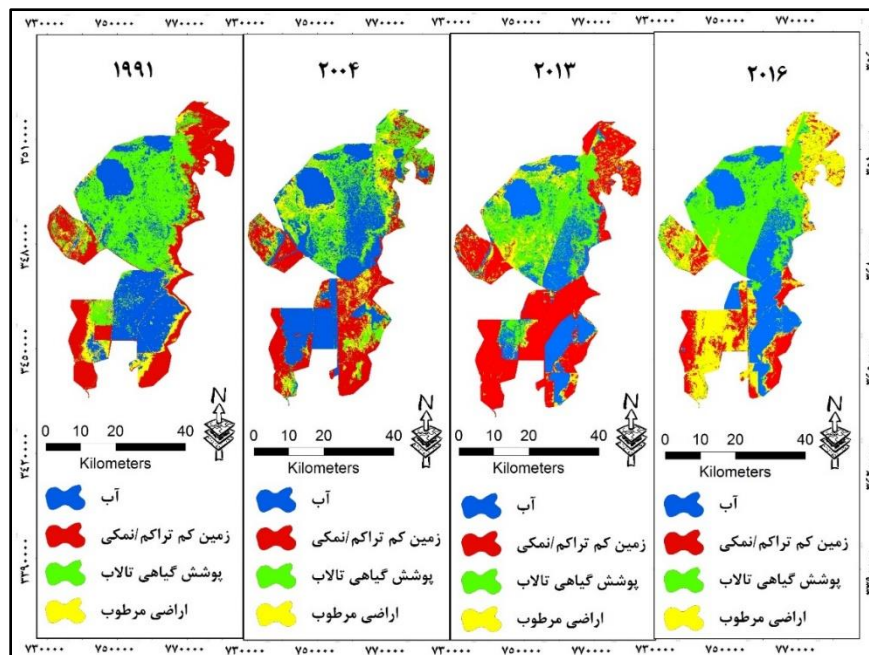 ۷۳۰۰۰۰ ۷۵۰۰۰۰ ۷۷۰۰۰۰ ۷۳۰۰۰۰ ۷۵۰۰۰۰ ۷۷۰۰۰۰ ۷۳۰۰۰۰ ۷۵۰۰۰۰ ۷۷۰۰۰۰ ۷۳۰۰۰۰ ۷۵۰۰۰۰ ۷۷۰۰۰۰
۱۹۹۱
۲۰۰۴
۲۰۱۳
۲۰۱۶
۳۵۱۰۰۰۰
۳۴۸۰۰۰۰
۳۴۵۰۰۰۰
۳۴۲۰۰۰۰
۳۳۹۰۰۰۰
N
0 10 20 40
Kilometers
آب
زمین کم تراکم/نمکی
پوشش گیاهی تالاب
اراضی مرطوب
N
0 10 20 40
Kilometers
آب
زمین کم تراکم/نمکی
پوشش گیاهی تالاب
اراضی مرطوب
N
0 10 20 40
Kilometers
آب
زمین کم تراکم/نمکی
پوشش گیاهی تالاب
اراضی مرطوب
N
0 10 20 40
Kilometers
آب
زمین کم تراکم/نمکی
پوشش گیاهی تالاب
اراضی مرطوب
۷۳۰۰۰۰ ۷۵۰۰۰۰ ۷۷۰۰۰۰ ۷۳۰۰۰۰ ۷۵۰۰۰۰ ۷۷۰۰۰۰ ۷۳۰۰۰۰ ۷۵۰۰۰۰ ۷۷۰۰۰۰ ۷۳۰۰۰۰ ۷۵۰۰۰۰ ۷۷۰۰۰۰